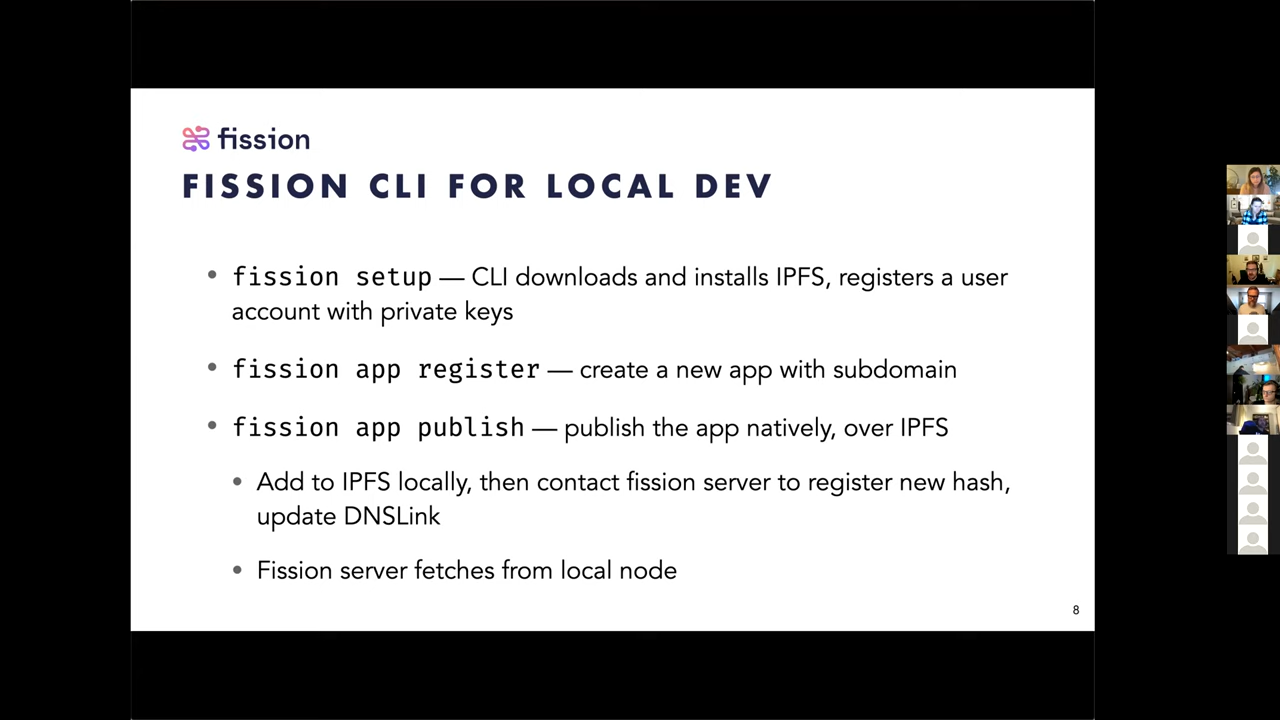 fission
FISSION CLI FOR LOCAL DEV
• fission setup — CLI downloads and installs IPFS, registers a user
account with private keys
• fission app register — create a new app with subdomain
• fission app publish — publish the app natively, over IPFS
• Add to IPFS locally, then contact fission server to register new hash,
update DNSLink
• Fission server fetches from local node
8